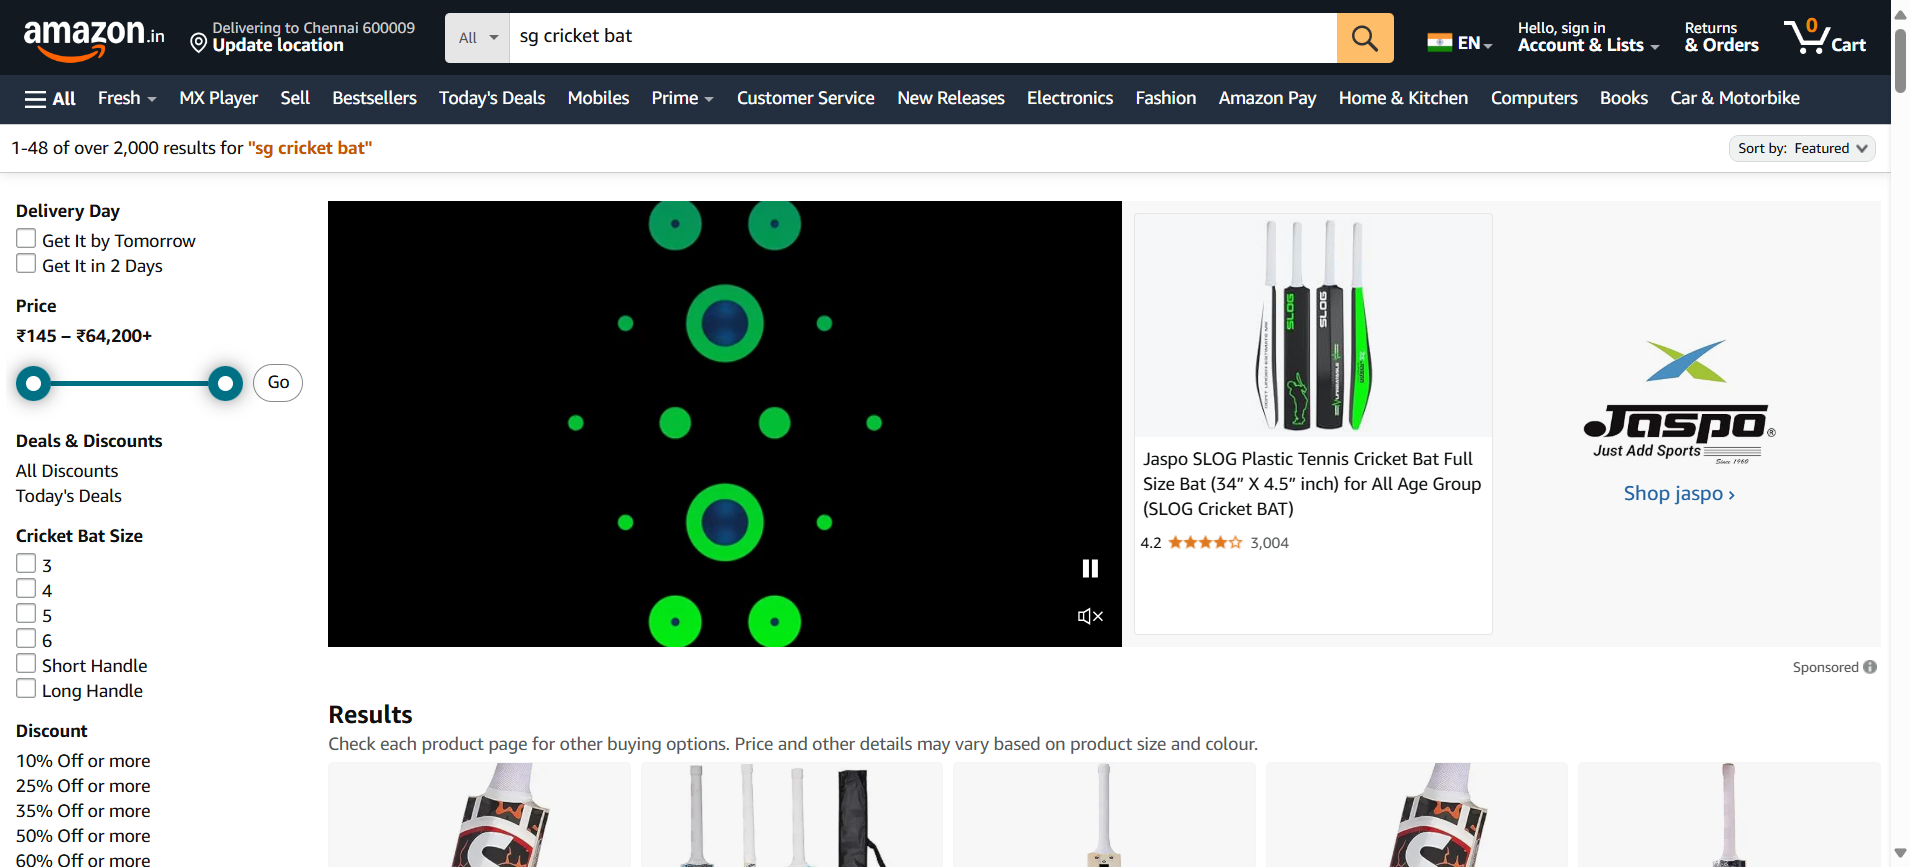 amazon.in
Delivering to Chennai 600009
Update location
All
sg cricket bat
EN
Hello, sign in
Account & Lists
Returns
& Orders
0
Cart
All
Fresh
MX Player
Sell
Bestsellers
Today's Deals
Mobiles
Prime
Customer Service
New Releases
Electronics
Fashion
Amazon Pay
Home & Kitchen
Computers
Books
Car & Motorbike
1-48 of over 2,000 results for "sg cricket bat"
Sort by: Featured
Delivery Day
Get It by Tomorrow
Get It in 2 Days
Price
₹145 – ₹64,200+
Go
Deals & Discounts
All Discounts
Today's Deals
Cricket Bat Size
3
4
5
6
Short Handle
Long Handle
Discount
10% Off or more
25% Off or more
35% Off or more
50% Off or more
60% Off or more
SLOG
SLOG
Jaspo SLOG Plastic Tennis Cricket Bat Full
Size Bat (34” X 4.5” inch) for All Age Group
(SLOG Cricket BAT)
4.2
3,004
Jaspo®
Just Add Sports
Since 1960
Shop jaspo ›
Sponsored
Results
Check each product page for other buying options. Price and other details may vary based on product size and colour.